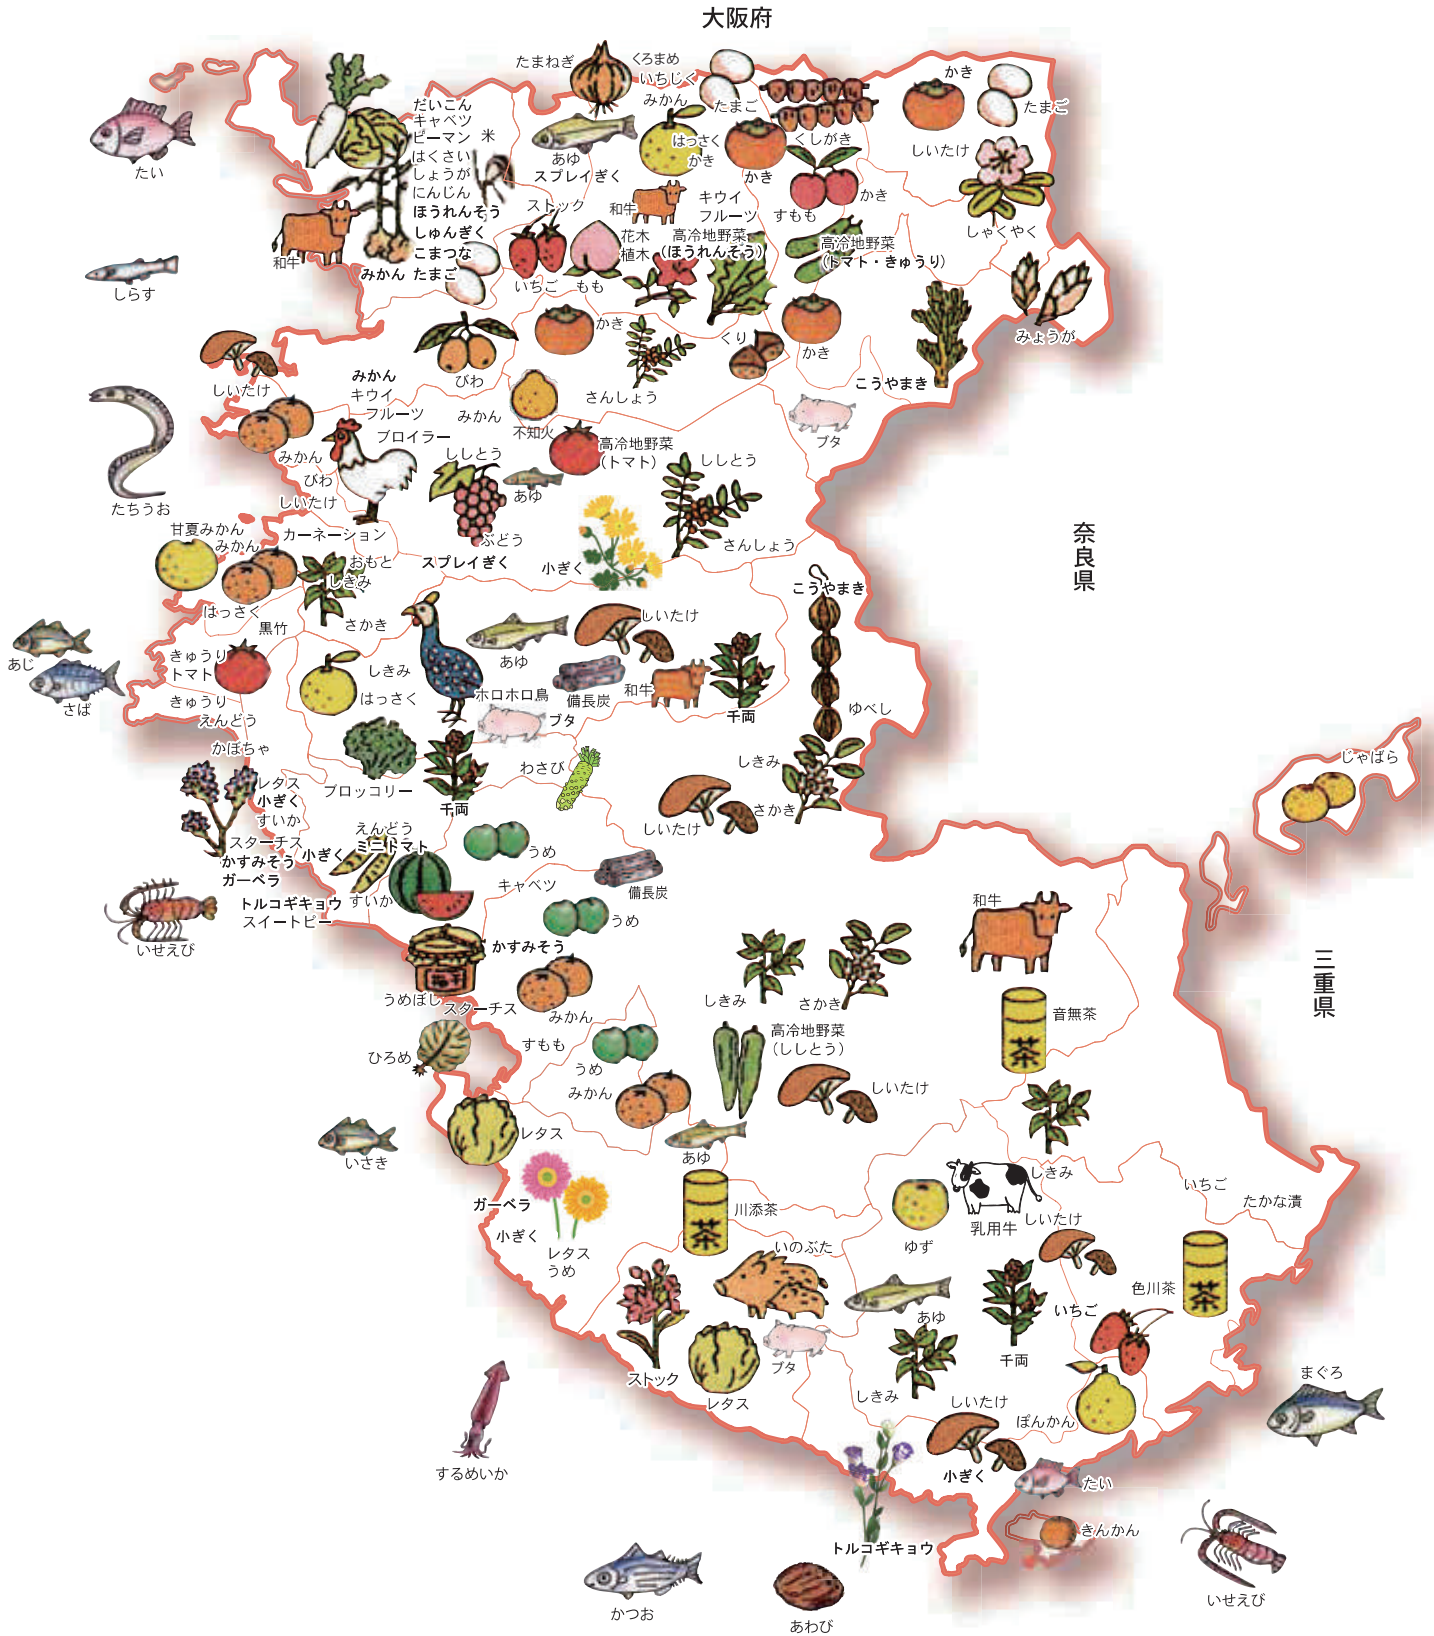 大阪府
たまねぎ
くろまめ
いちじく
みかん
たまご
はっさく
かき
あゆ
スプレイぎく
かき
くしがき
かき
たまご
しいたけ
しゃくやく
たい
だいこん
キャベツ
ピーマン 米
はくさい
しょうが
にんじん
ほうれんそう
しゅんぎく
こまつな
みかん たまご
和牛
ストック
いちご
もも
和牛
花木
植木
キウイ
フルーツ
すもも
かき
高冷地野菜
(ほうれんそう)
高冷地野菜
(トマト・きゅうり)
しらす
みょうが
かき
くり
かき
こうやまき
しいたけ
びわ
さんしょう
みかん
キウイ
フルーツ
みかん
不知火
ブタ
みかん
ブロイラー
ししとう
高冷地野菜
(トマト)
ししとう
びわ
しいたけ
あゆ
たちうお
カーネーション
ぶどう
さんしょう
甘夏みかん
みかん
おもと
しきみ
スプレイぎく
小ぎく
こうやまき
奈良県
はっさく
黒竹
さかき
しいたけ
あじ
さば
きゅうり
トマト
しきみ
あゆ
きゅうり
はっさく
ホロホロ鳥
備長炭
和牛
千両
ゆべし
えんどう
ブタ
かぼちゃ
わさび
しきみ
じゃばら
レタス
小ぎく
すいか
ブロッコリー
千両
しいたけ
さかき
スターチス
えんどう
ミニトマト
小ぎく
かすみそう
ガーベラ
うめ
トルコギキョウ
スイートピー
すいか
キャベツ
備長炭
うめ
いせえび
かすみそう
和牛
三重県
うめぼし
スターチス
みかん
しきみ
さかき
音無茶
ひろめ
すもも
うめ
高冷地野菜
(ししとう)
みかん
しいたけ
いさき
レタス
あゆ
しきみ
いちご
たかな漬
ガーベラ
小ぎく
川添茶
レタス
うめ
いのぶた
ゆず
乳用牛
しいたけ
色川茶
あゆ
いちご
千両
ストック
レタス
ブタ
しきみ
しいたけ
ぽんかん
まぐろ
するめいか
小ぎく
たい
トルコギキョウ
きんかん
かつお
あわび
いせえび